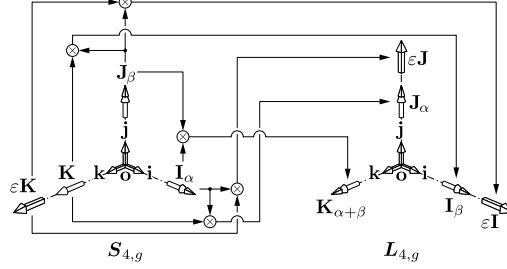 εJ
J_β
J_α
j
j
εK
K
k
o
i
I_α
k
o
i
K_{α+β}
I_β
εI
S_{4,g}
L_{4,g}